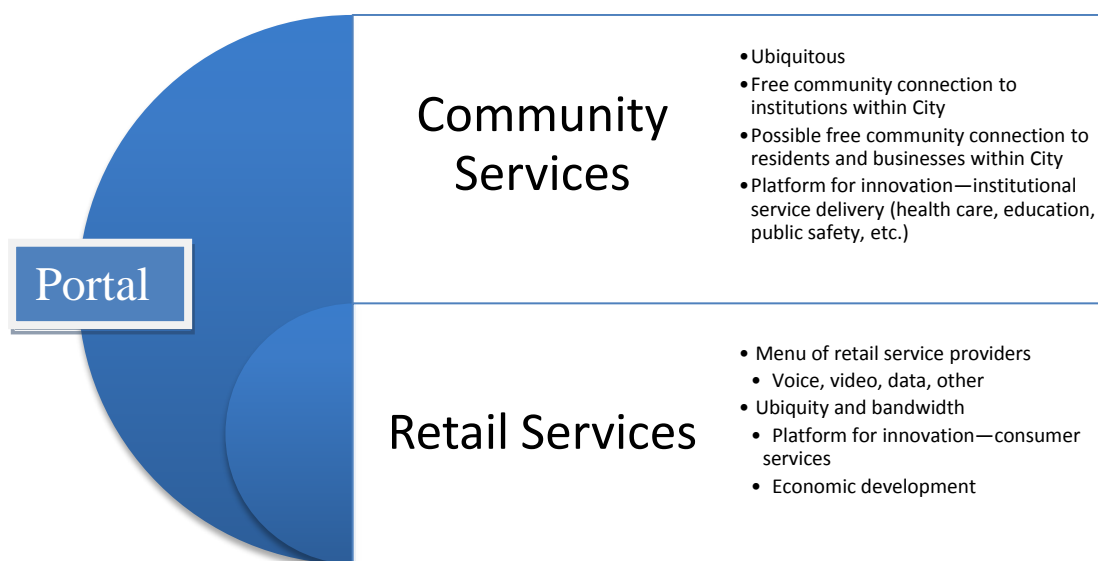 Portal
Community
Services
•Ubiquitous
•Free community connection to
institutions within City
•Possible free community connection to
residents and businesses within City
•Platform for innovation—institutional
service delivery (health care, education,
public safety, etc.)
Retail Services
• Menu of retail service providers
• Voice, video, data, other
• Ubiquity and bandwidth
• Platform for innovation—consumer
services
• Economic development